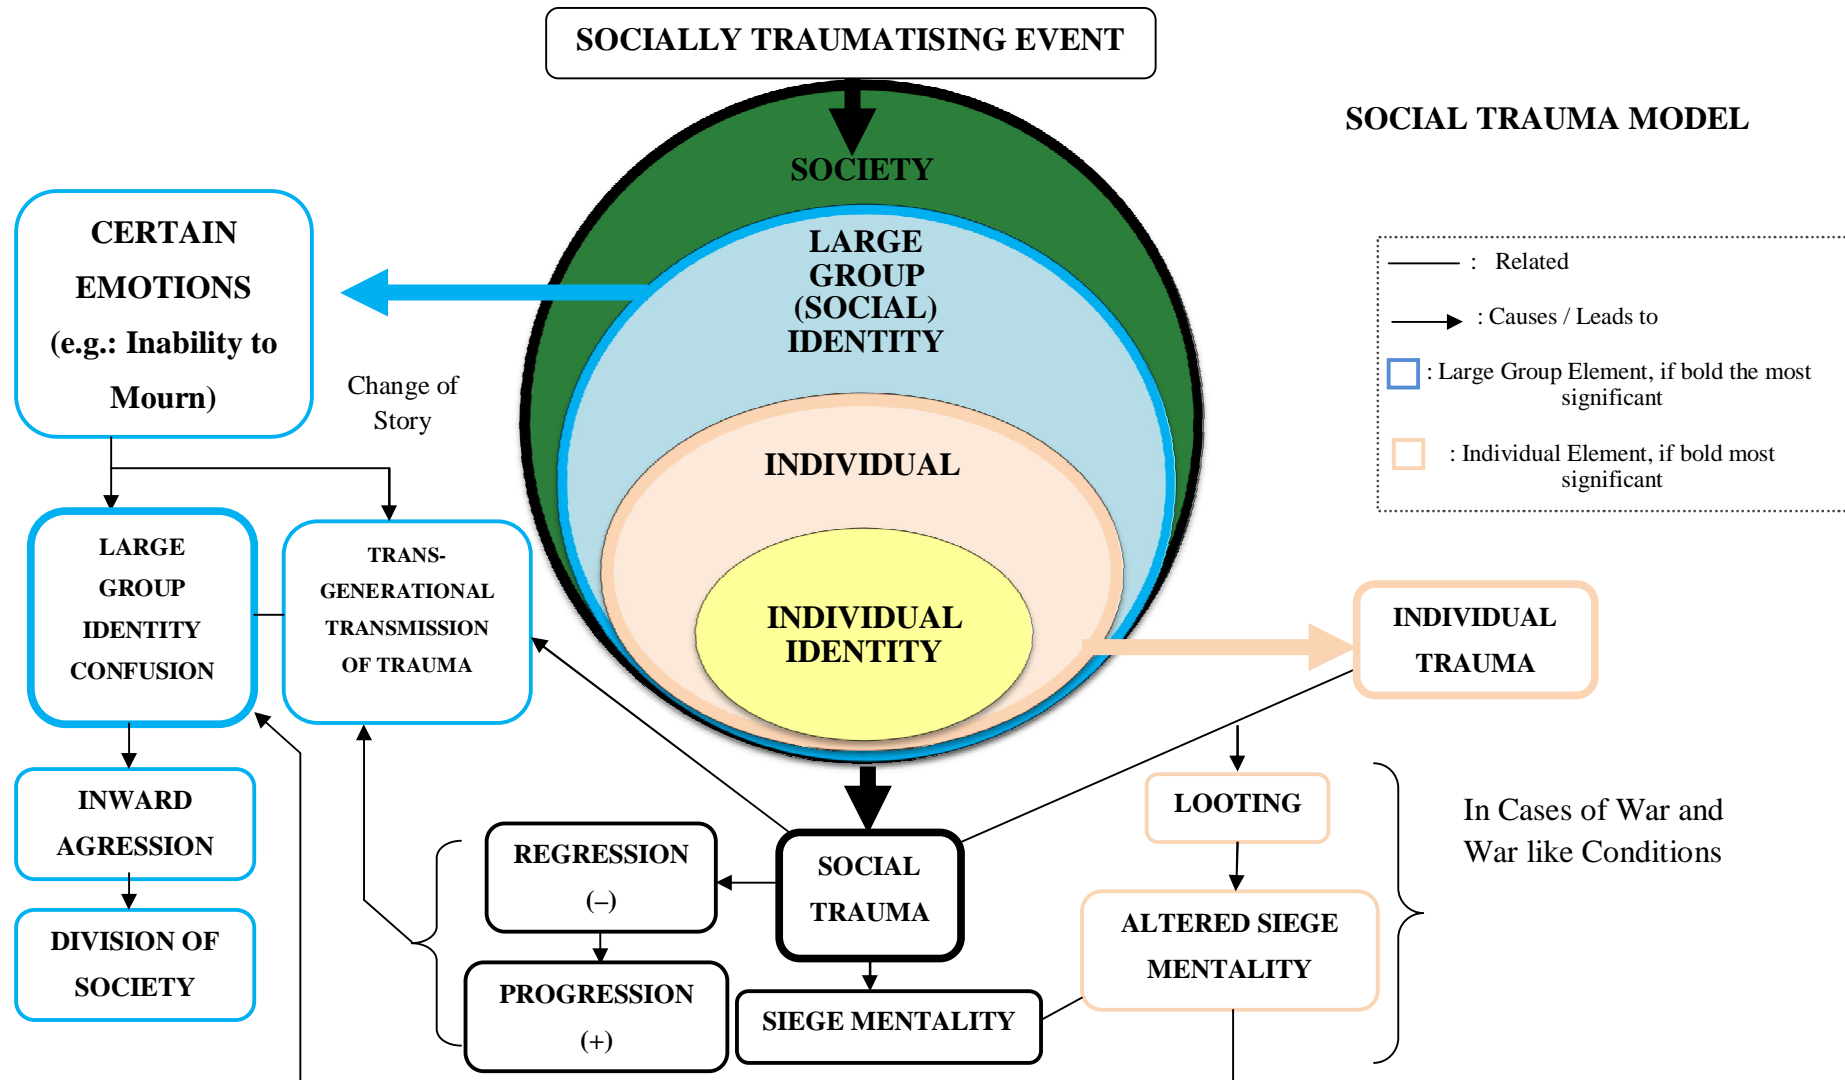 SOCIALLY TRAUMATISING EVENT
SOCIAL TRAUMA MODEL
SOCIETY
LARGE
GROUP
(SOCIAL)
IDENTITY
INDIVIDUAL
INDIVIDUAL
IDENTITY
CERTAIN
EMOTIONS
(e.g.: Inability to
Mourn)
Change of
Story
: Related
: Causes / Leads to
: Large Group Element, if bold the most
significant
: Individual Element, if bold most
significant
LARGE
GROUP
IDENTITY
CONFUSION
TRANS-
GENERATIONAL
TRANSMISSION
OF TRAUMA
INDIVIDUAL
TRAUMA
INWARD
AGRESSION
DIVISION OF
SOCIETY
REGRESSION
(–)
PROGRESSION
(+)
SOCIAL
TRAUMA
SIEGE MENTALITY
LOOTING
ALTERED SIEGE
MENTALITY
In Cases of War and
War like Conditions